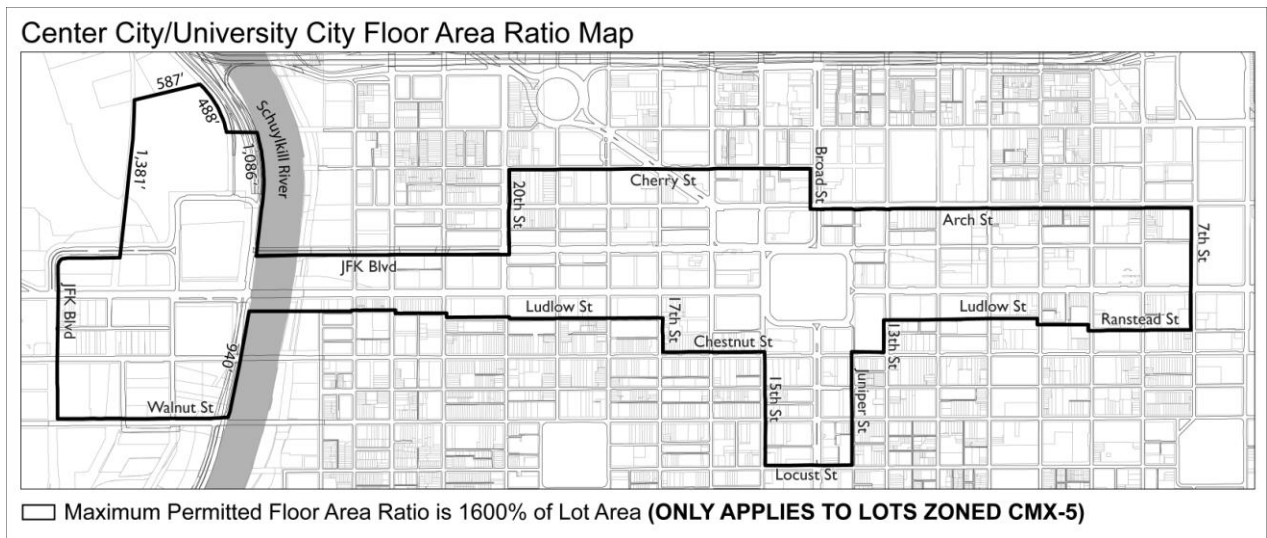 Center City/University City Floor Area Ratio Map
587'
488'
1,381'
1,086'
Schuylkill River
20th St
Cherry St
Broad St
Arch St
7th St
JFK Blvd
JFK Blvd
Ludlow St
17th St
Chestnut St
Ludlow St
Ranstead St
13th St
940'
Walnut St
15th St
Juniper St
Locust St
Maximum Permitted Floor Area Ratio is 1600% of Lot Area (ONLY APPLIES TO LOTS ZONED CMX-5)